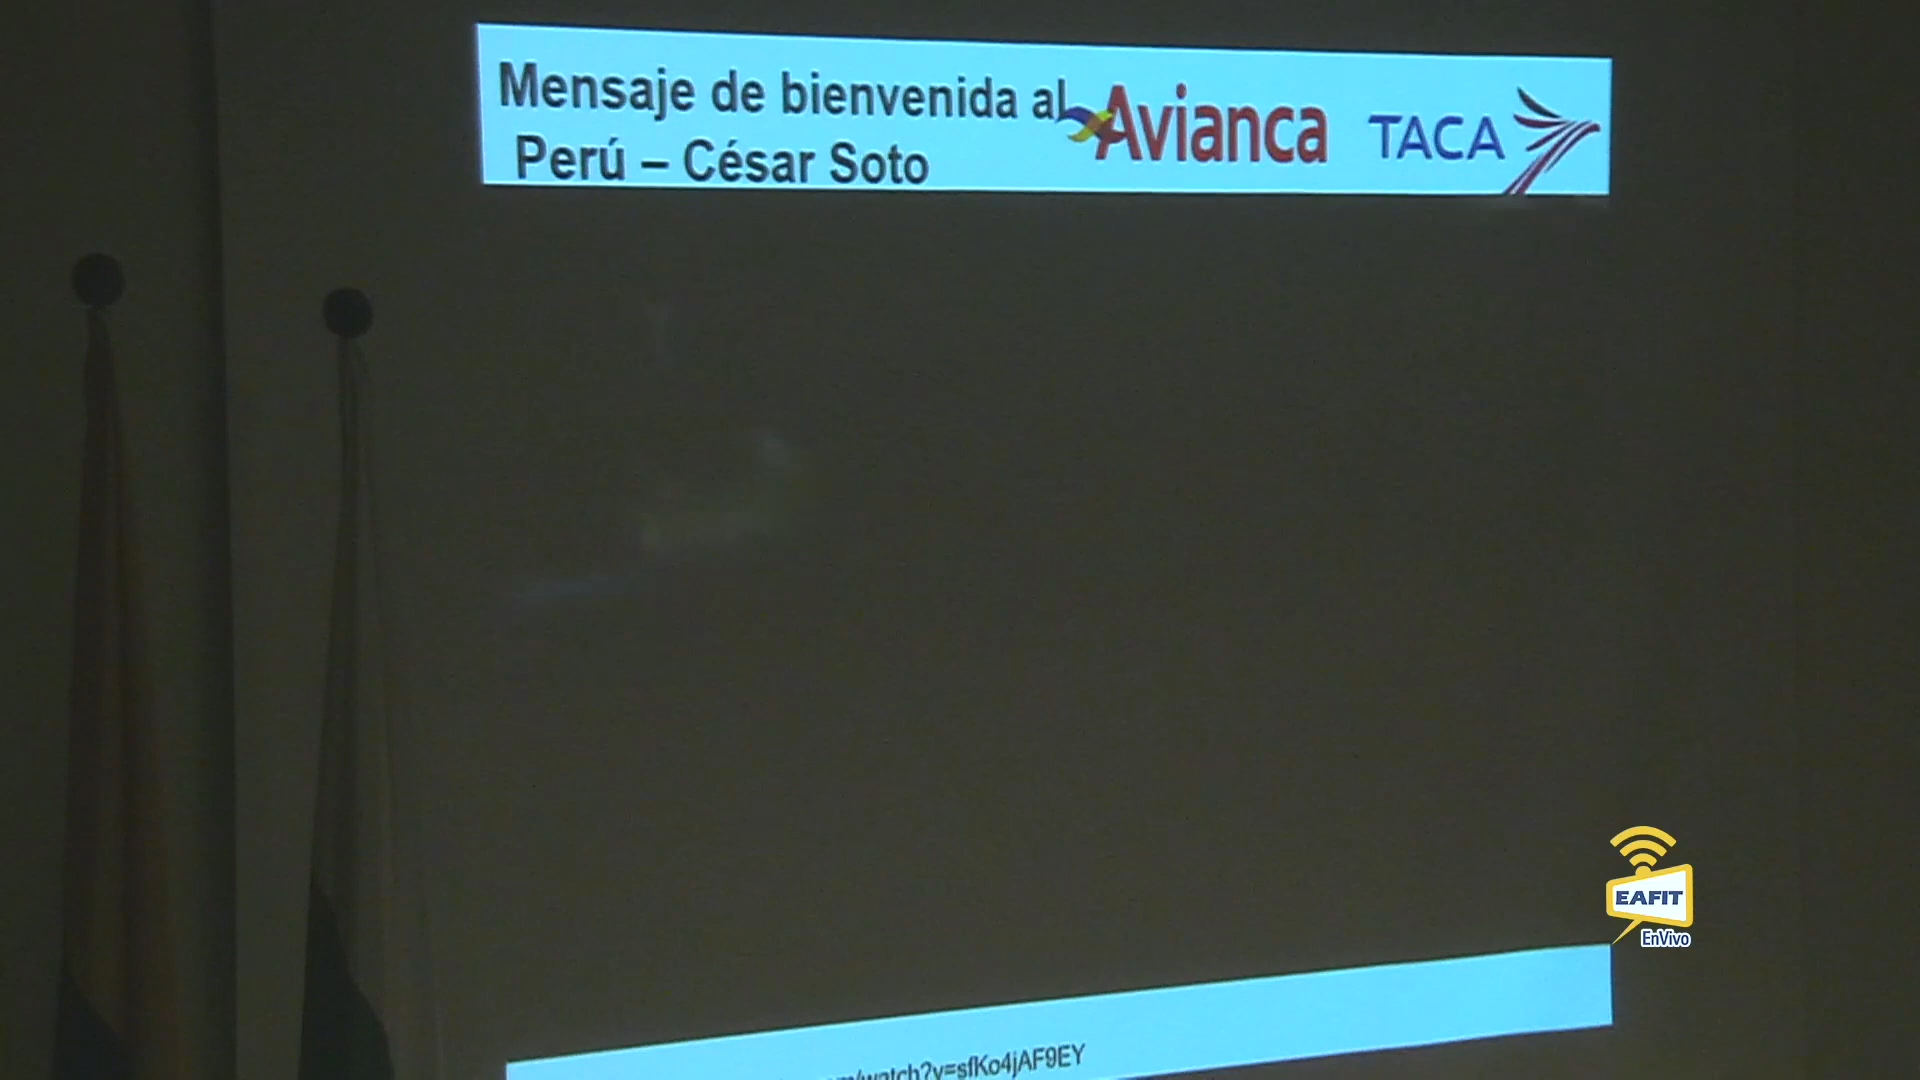 Mensaje de bienvenida al
Perú – César Soto
Avianca
TACA
EAFIT
EnVivo
/watch?v=sfKo4jAF9EY